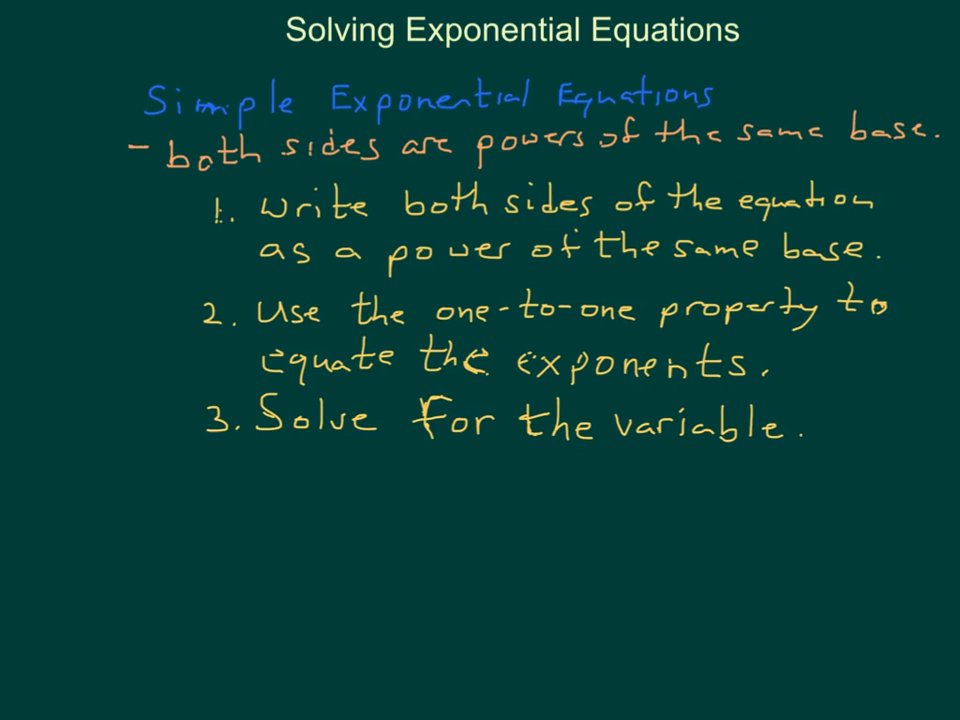 Solving Exponential Equations
Simple Exponential Equations
- both sides are powers of the same base.
1. Write both sides of the equation
as a power of the same base.
2. Use the one-to-one property to
equate the exponents.
3. Solve for the variable.